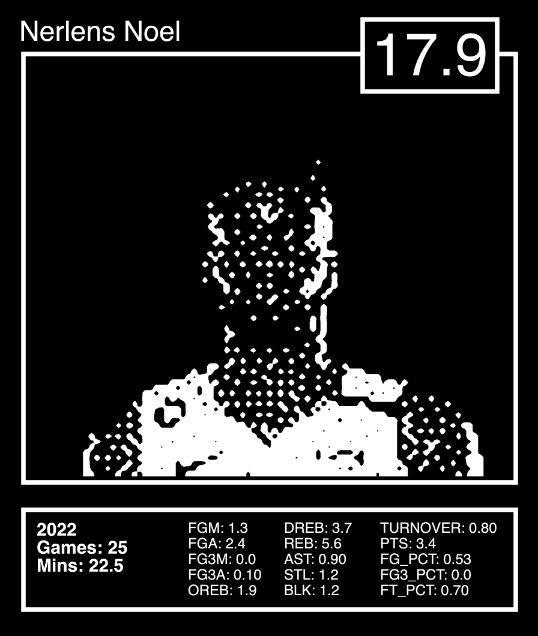 Nerlens Noel
17.9
2022
Games: 25
Mins: 22.5
FGM: 1.3
FGA: 2.4
FG3M: 0.0
FG3A: 0.10
OREB: 1.9
DREB: 3.7
REB: 5.6
AST: 0.90
STL: 1.2
BLK: 1.2
TURNOVER: 0.80
PTS: 3.4
FG_PCT: 0.53
FG3_PCT: 0.0
FT_PCT: 0.70